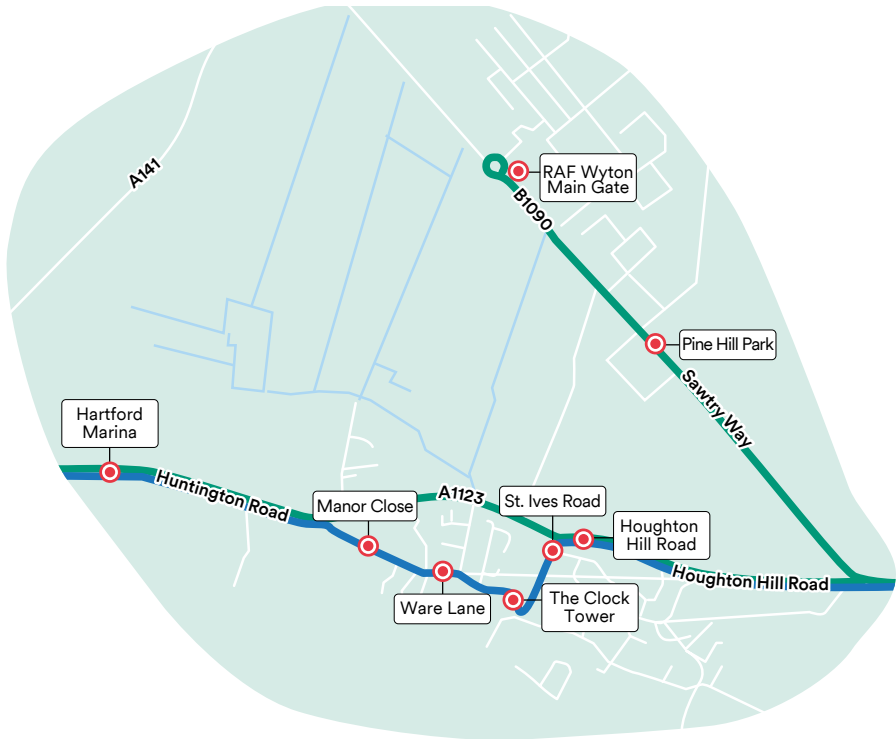 A141
RAF Wyton
Main Gate
B1090
Pine Hill Park
Sawtry Way
Hartford
Marina
Huntington Road
Manor Close
A1123
St. Ives Road
Houghton
Hill Road
Houghton Hill Road
Ware Lane
The Clock
Tower